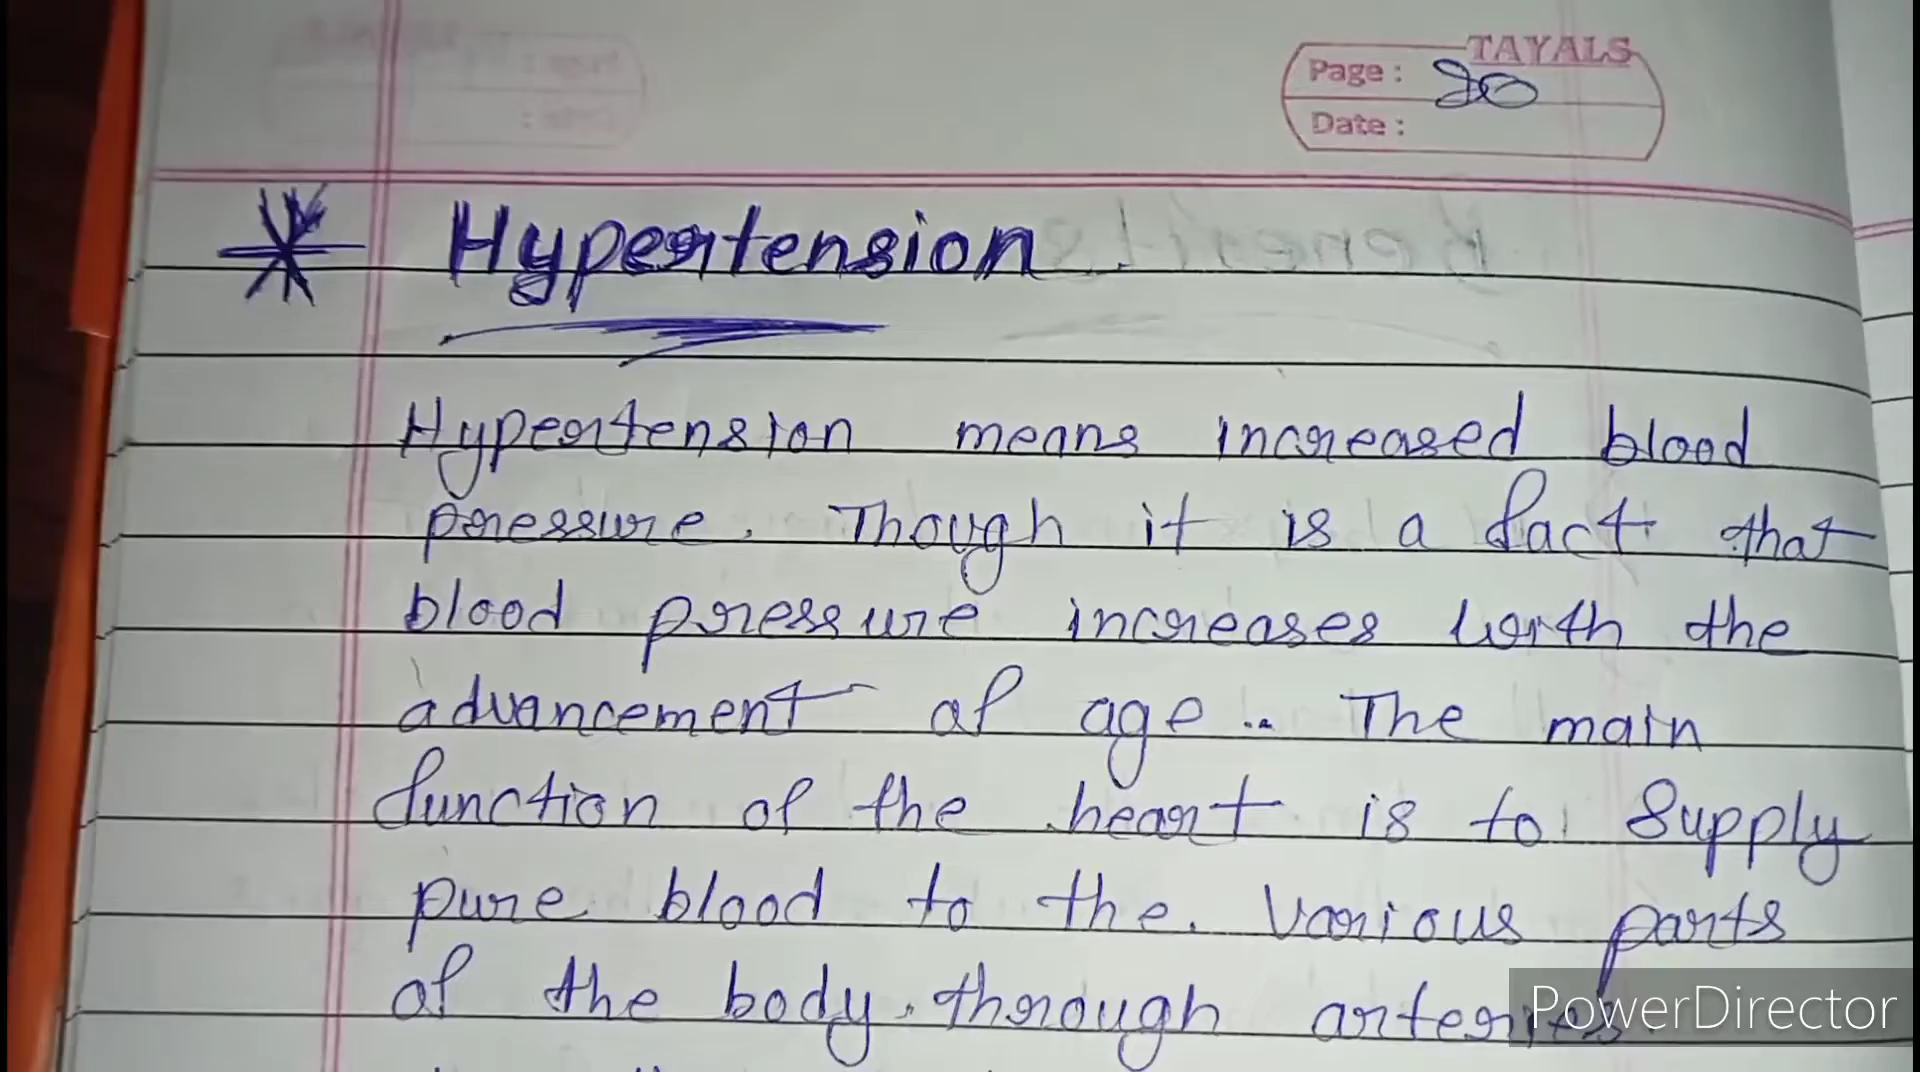 TAYALS
Page : 20
Date :
* Hypertension
Hypertension means increased blood
pressure. Though it is a fact that
blood pressure increases with the
advancement of age.. The main
function of the heart is to supply
pure blood to the various parts
of the body, through arteries.
PowerDirector